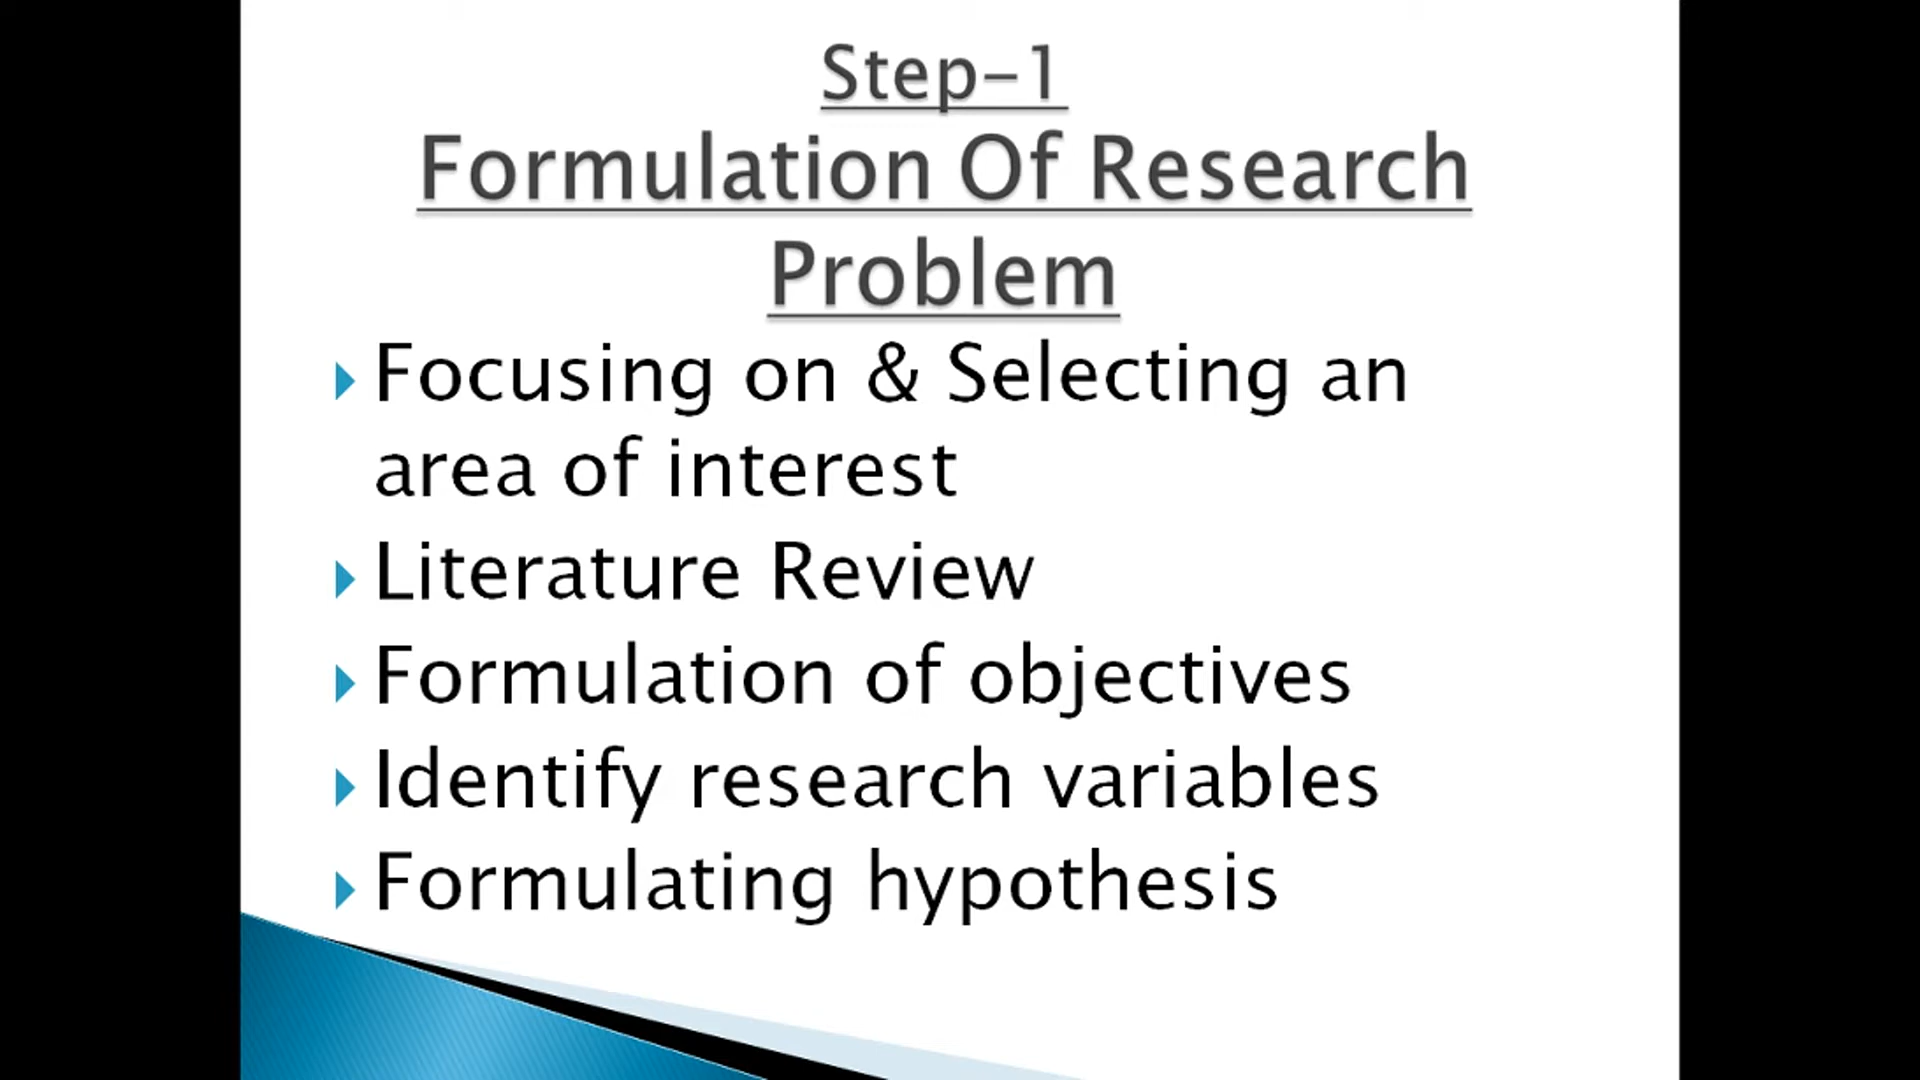 Step-1
Formulation Of Research
Problem
Focusing on & Selecting an
area of interest
Literature Review
Formulation of objectives
Identify research variables
Formulating hypothesis